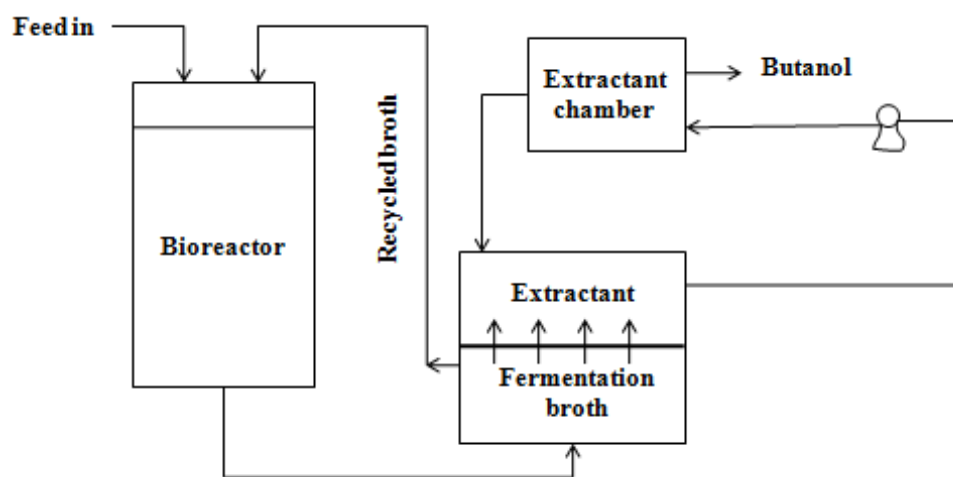 Feed in
Recycled broth
Bioreactor
Extractant
chamber
Butanol
Extractant
Fermentation
broth